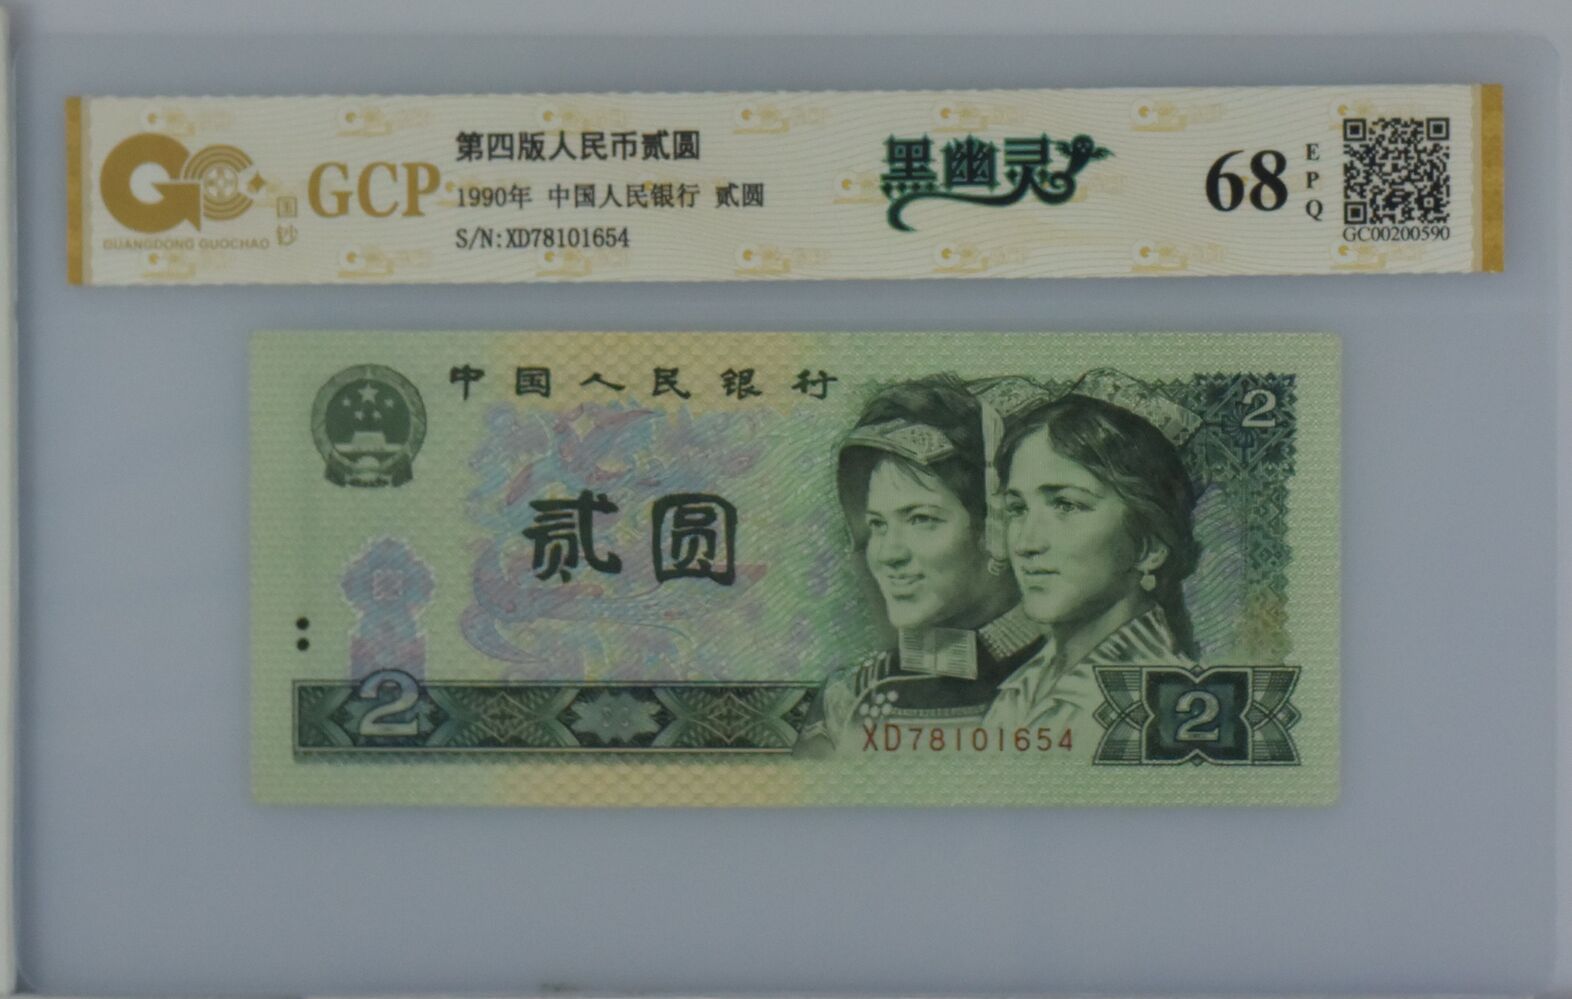 GCP
国
钞
GUANGDONG GUOCHAO
第四版人民币贰圆
1990年 中国人民银行 贰圆
S/N:XD78101654
黑幽灵
68
E
P
Q
GC00200590
中国人民银行
2
贰圆
2
XD78101654
2